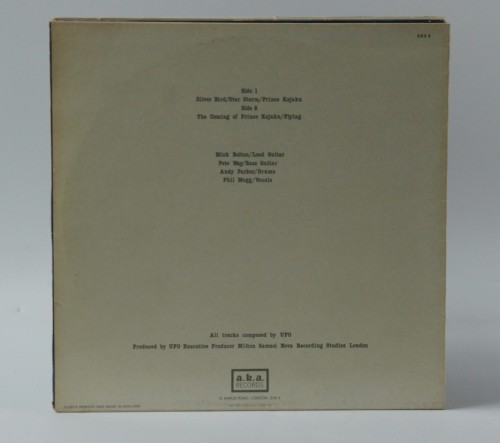 Side 1
Silver Bird/Star Storm/Prince Kajuku
Side 2
The Coming of Prince Kajuku/Flying
Mick Bolton/Lead Guitar
Pete Way/Bass Guitar
Andy Parker/Drums
Phil Mogg/Vocals
All tracks composed by UFO
Produced by UFO Executive Producer Milton Samuel Nova Recording Studios London
a.k.a.
RECORDS